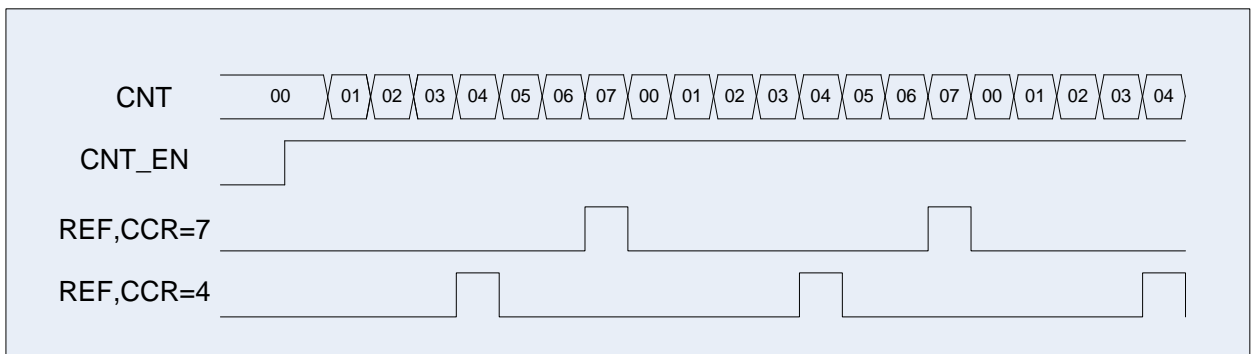 CNT 00 01 02 03 04 05 06 07 00 01 02 03 04 05 06 07 00 01 02 03 04
CNT_EN
REF,CCR=7
REF,CCR=4